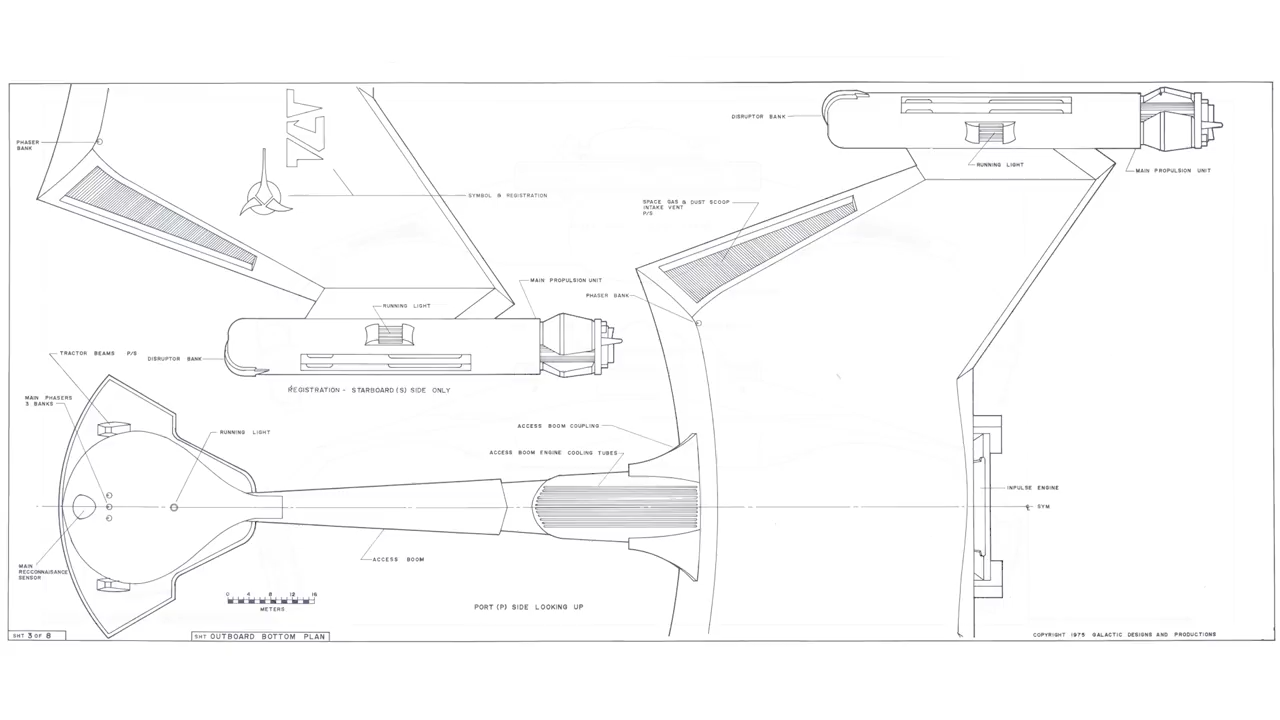 PHASER
BANK
SYMBOL & REGISTRATION
DISRUPTOR BANK
RUNNING LIGHT
MAIN PROPULSION UNIT
SPACE GAS & DUST SCOOP
INTAKE VENT
P/S
PHASER BANK
MAIN PROPULSION UNIT
RUNNING LIGHT
DISRUPTOR BANK
REGISTRATION - STARBOARD (S) SIDE ONLY
TRACTOR BEAMS P/S
MAIN PHASERS
3 BANKS
RUNNING LIGHT
ACCESS BOOM COUPLING
ACCESS BOOM ENGINE COOLING TUBES
INPULSE ENGINE
SYM
ACCESS BOOM
MAIN
RECCONNAISANCE
SENSOR
0 4 8 12 16
METERS
PORT (P) SIDE LOOKING UP
SHT 3 OF 8
SHT OUTBOARD BOTTOM PLAN
COPYRIGHT 1975 GALACTIC DESIGNS AND PRODUCTIONS